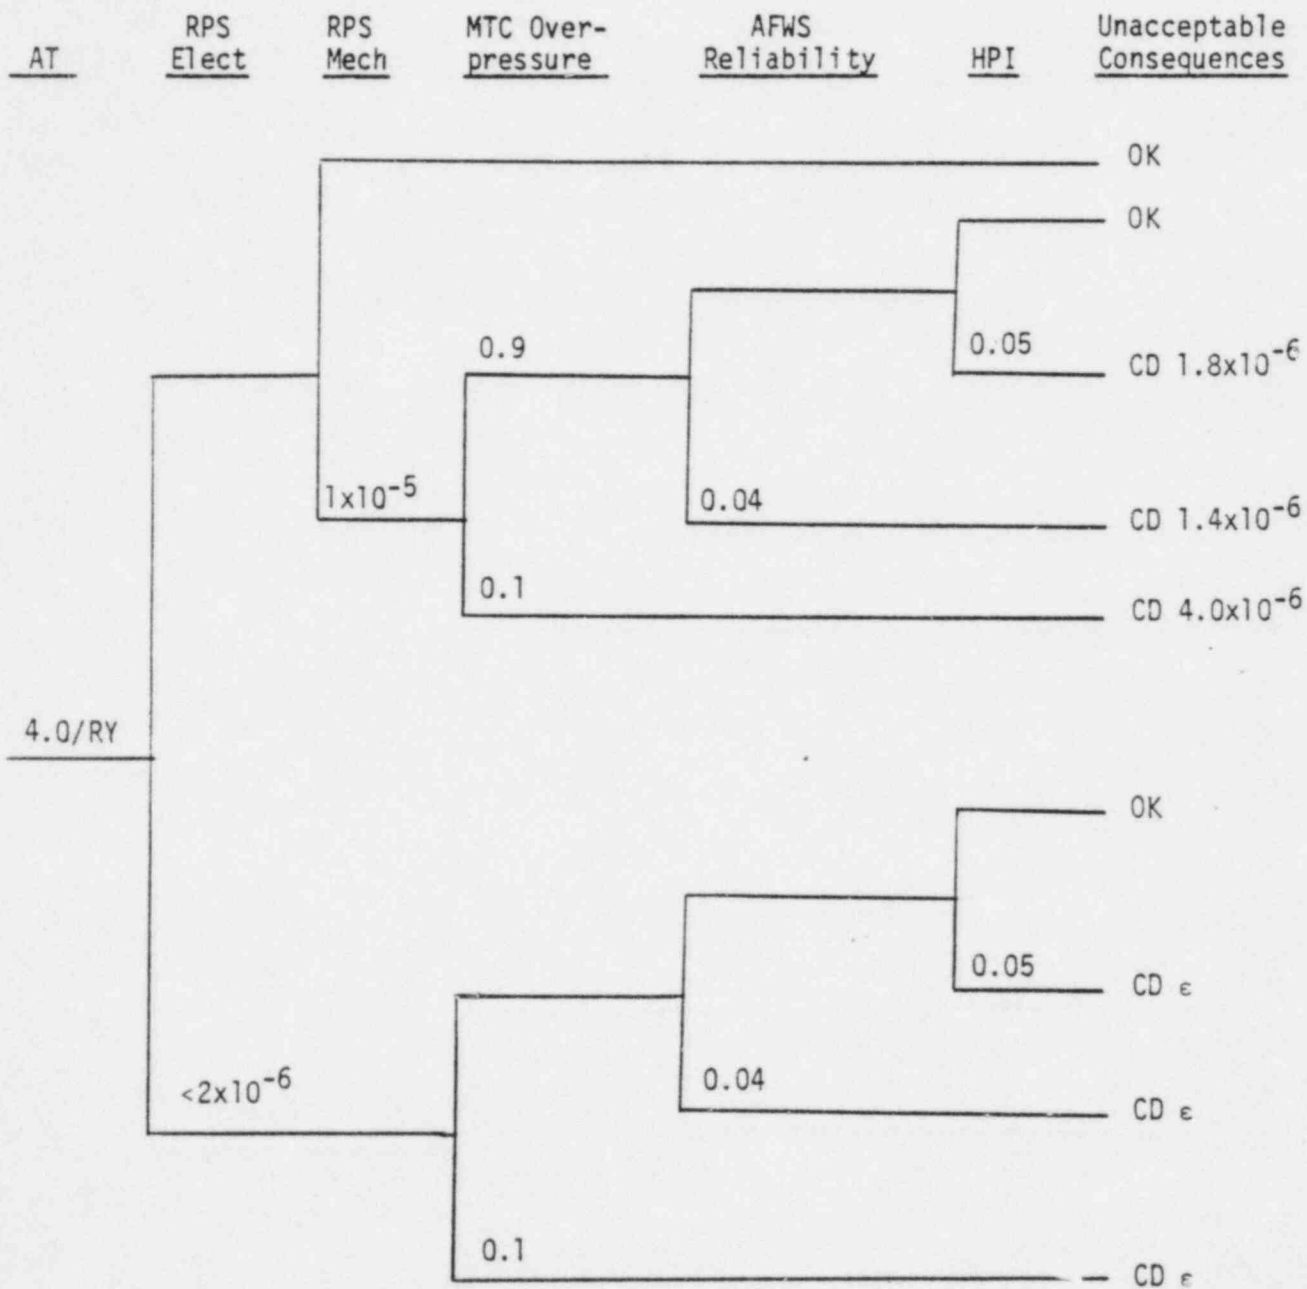 AT RPS Elect RPS Mech MTC Over-pressure AFWS Reliability HPI Unacceptable Consequences
OK
OK
0.9
0.05
CD 1.8x10⁻⁶
1x10⁻⁵
0.04
CD 1.4x10⁻⁶
0.1
CD 4.0x10⁻⁶
4.0/RY
OK
0.05
CD ε
<2x10⁻⁶
0.04
CD ε
0.1
CD ε